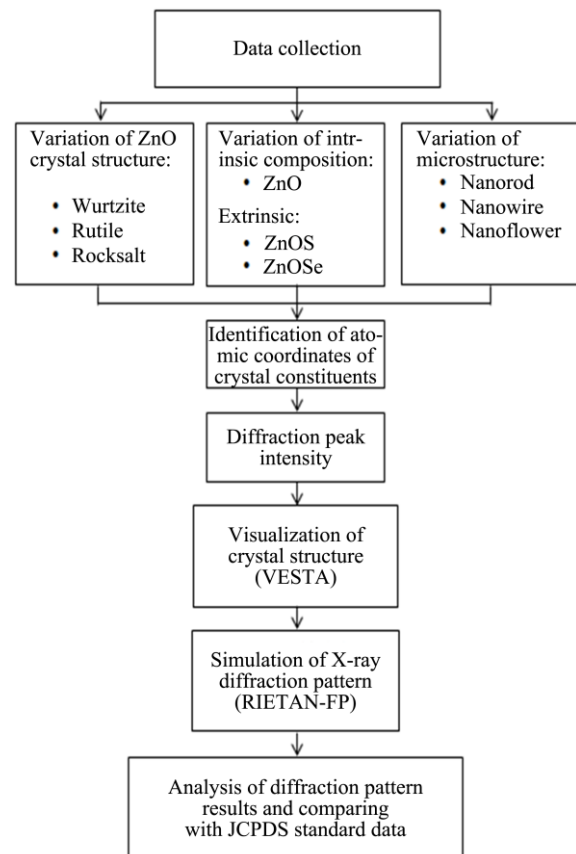 Data collection
Variation of ZnO
crystal structure:
• Wurtzite
• Rutile
• Rocksalt
Variation of intr-
insic composition:
• ZnO
Extrinsic:
• ZnOS
• ZnOSe
Variation of
microstructure:
• Nanorod
• Nanowire
• Nanoflower
Identification of ato-
mic coordinates of
crystal constituents
Diffraction peak
intensity
Visualization of
crystal structure
(VESTA)
Simulation of X-ray
diffraction pattern
(RIETAN-FP)
Analysis of diffraction pattern
results and comparing
with JCPDS standard data